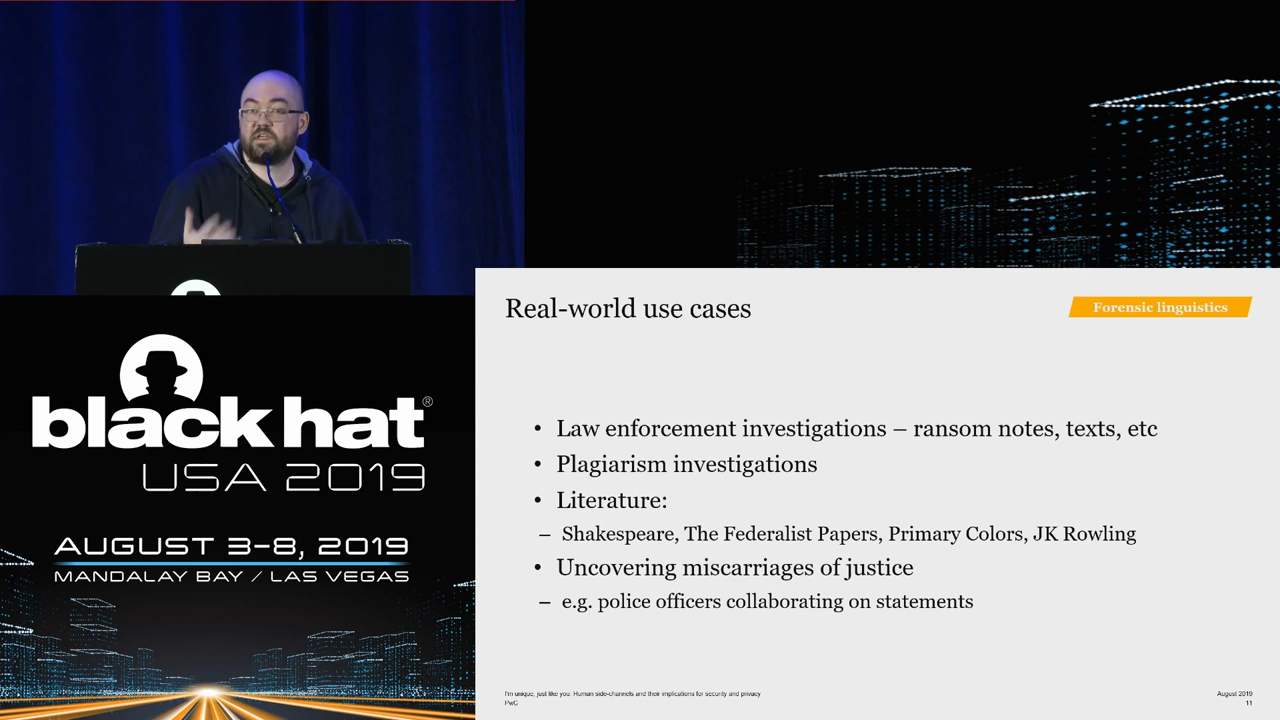 black hat®
USA 2019
AUGUST 3-8, 2019
MANDALAY BAY / LAS VEGAS
Real-world use cases
Forensic linguistics
• Law enforcement investigations – ransom notes, texts, etc
• Plagiarism investigations
• Literature:
– Shakespeare, The Federalist Papers, Primary Colors, JK Rowling
• Uncovering miscarriages of justice
– e.g. police officers collaborating on statements
I'm unique, just like you: Human side-channels and their implications for security and privacy
PwC
August 2019
11